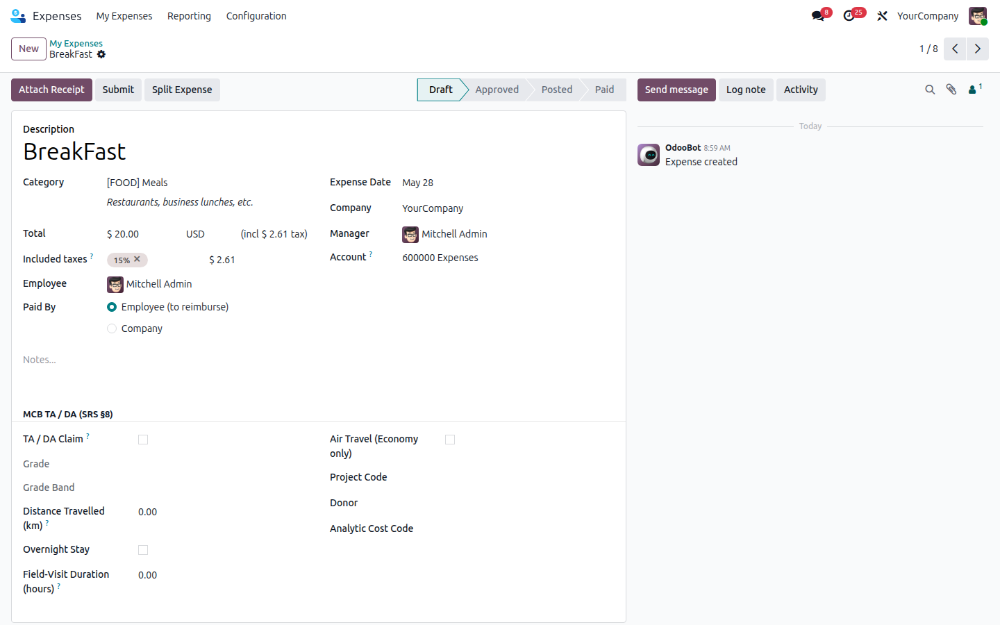 Expenses My Expenses Reporting Configuration 8 25 YourCompany
New My Expenses
BreakFast 1 / 8
Attach Receipt Submit Split Expense Draft Approved Posted Paid Send message Log note Activity 1
Description
BreakFast
Category [FOOD] Meals
Restaurants, business lunches, etc.
Total $ 20.00 USD (incl $ 2.61 tax)
Included taxes ? 15% × $ 2.61
Employee Mitchell Admin
Paid By Employee (to reimburse)
Company
Expense Date May 28
Company YourCompany
Manager Mitchell Admin
Account ? 600000 Expenses
Notes...
MCB TA / DA (SRS §8)
TA / DA Claim ?
Grade
Grade Band
Distance Travelled
(km) ? 0.00
Overnight Stay
Field-Visit Duration
(hours) ? 0.00
Air Travel (Economy
only)
Project Code
Donor
Analytic Cost Code
Today
OdooBot 8:59 AM
Expense created